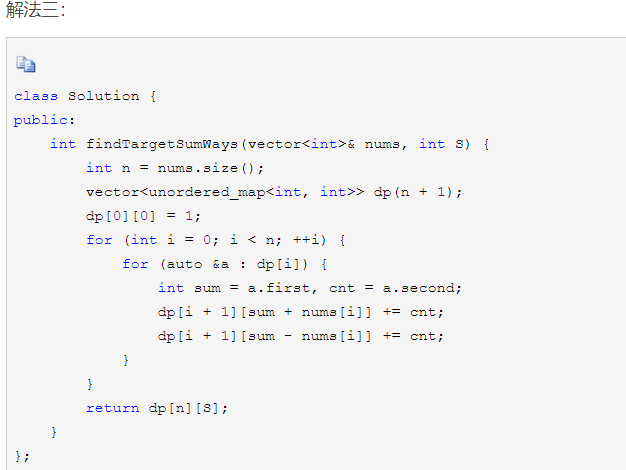 解法三：
class Solution {
public:
    int findTargetSumWays(vector<int>& nums, int S) {
        int n = nums.size();
        vector<unordered_map<int, int>> dp(n + 1);
        dp[0][0] = 1;
        for (int i = 0; i < n; ++i) {
            for (auto &a : dp[i]) {
                int sum = a.first, cnt = a.second;
                dp[i + 1][sum + nums[i]] += cnt;
                dp[i + 1][sum - nums[i]] += cnt;
            }
        }
        return dp[n][S];
    }
};